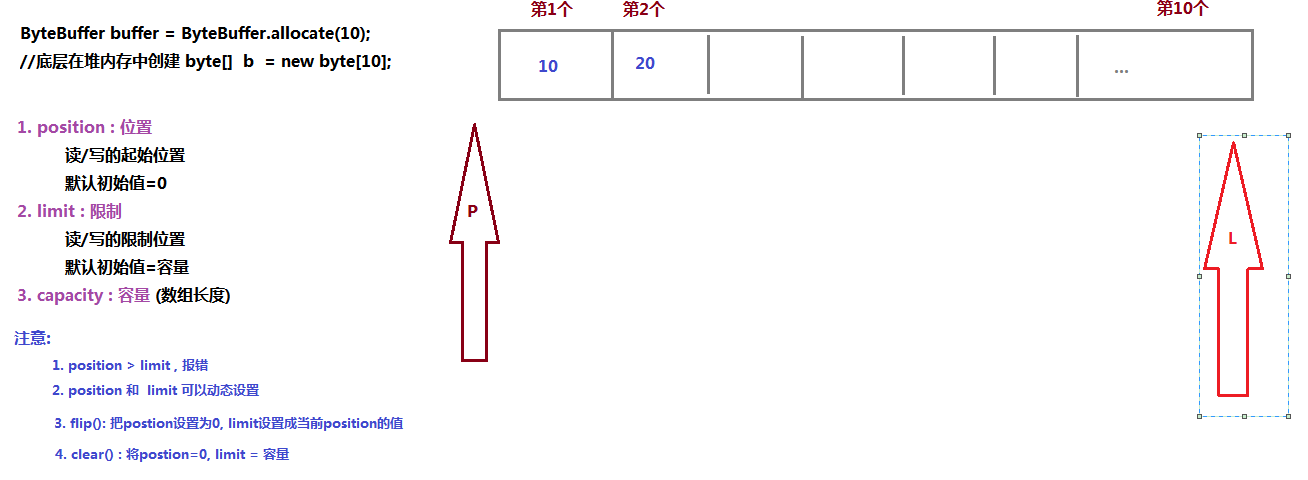 第1个 第2个 第10个
ByteBuffer buffer = ByteBuffer.allocate(10);
//底层在堆内存中创建 byte[] b = new byte[10];
10 20 ...
1. position : 位置
读/写的起始位置
默认初始值=0
2. limit : 限制
读/写的限制位置
默认初始值=容量
3. capacity : 容量 (数组长度)
P
L
注意:
1. position > limit , 报错
2. position 和 limit 可以动态设置
3. flip(): 把postion设置为0, limit设置成当前position的值
4. clear() : 将postion=0, limit = 容量